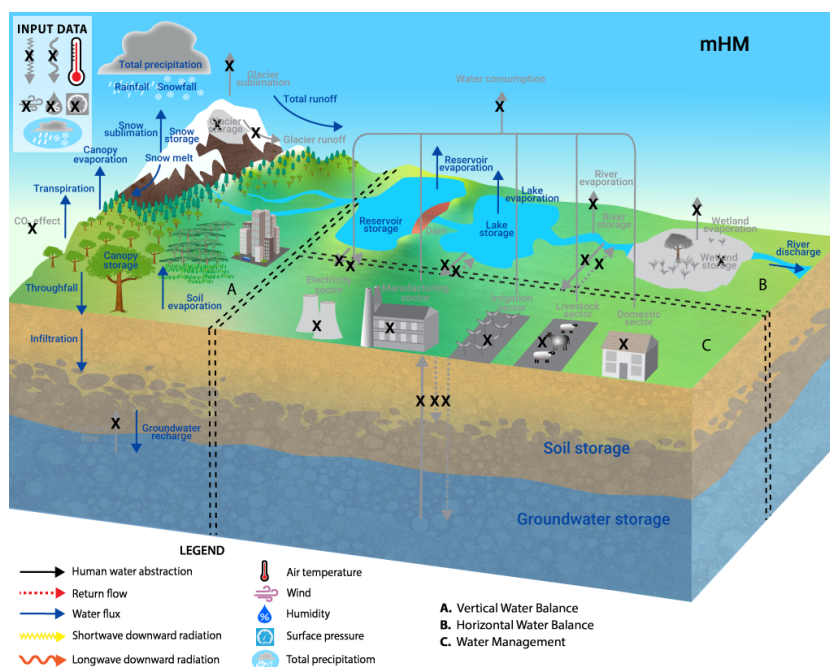 INPUT DATA
mHM
Total precipitation
Rainfall
Snowfall
Glacier
sublimation
Total runoff
Water consumption
Snow
sublimation
Snow
storage
Glacier
storage
Glacier runoff
Snow melt
Canopy
evaporation
Transpiration
CO₂ effect
Canopy
storage
Throughfall
Soil
evaporation
Infiltration
A
Reservoir
evaporation
Reservoir
storage
Dam
Lake
evaporation
Lake
storage
River
evaporation
River
storage
Wetland
evaporation
Wetland
storage
River
discharge
B
Electricity
sector
Manufacturing
sector
Irrigation
sector
Livestock
sector
Domestic
sector
C
Groundwater
recharge
Soil storage
Groundwater storage
LEGEND
Human water abstraction
Return flow
Water flux
Shortwave downward radiation
Longwave downward radiation
Air temperature
Wind
% Humidity
Surface pressure
Total precipitatiom
A. Vertical Water Balance
B. Horizontal Water Balance
C. Water Management